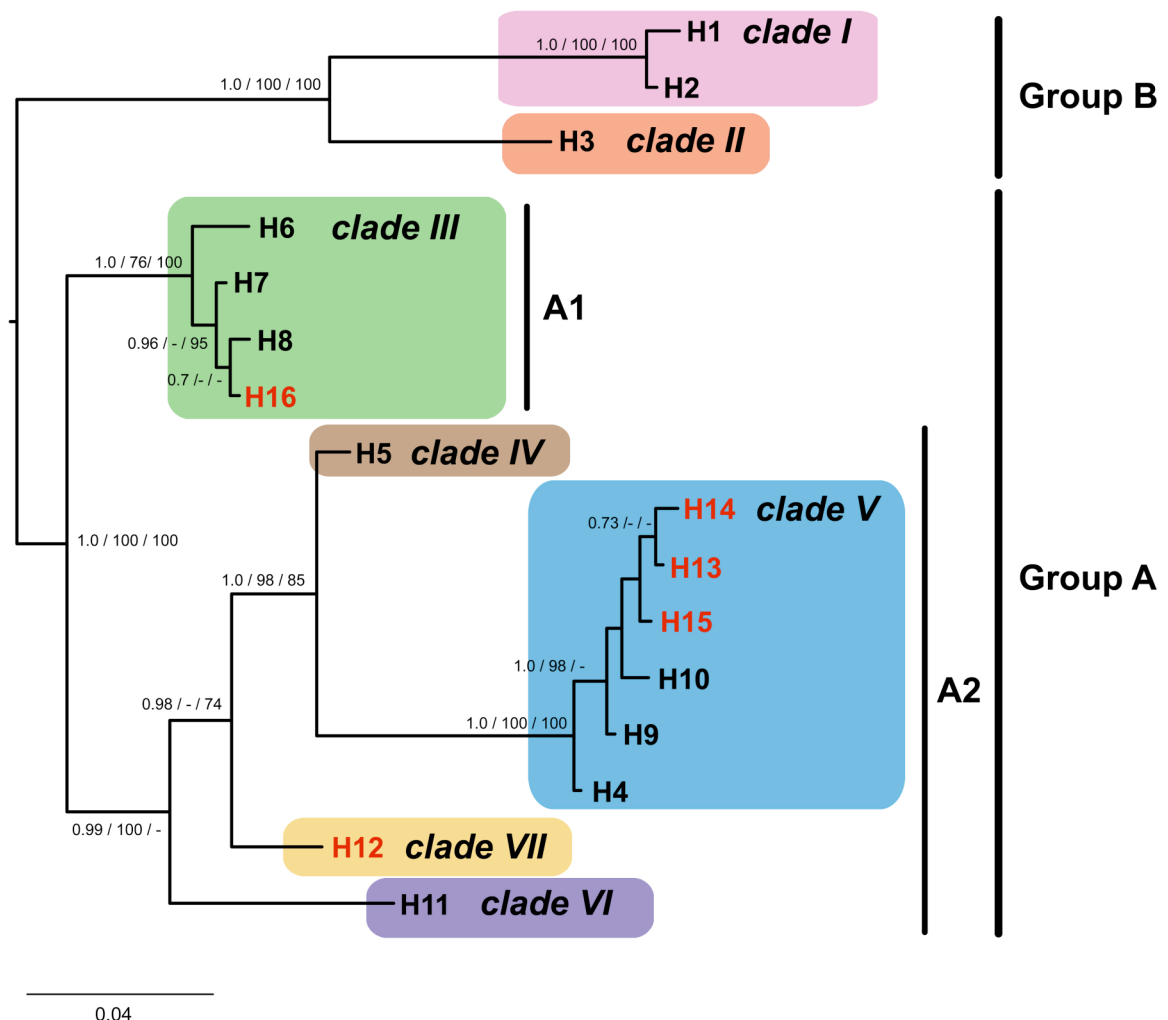 H1 clade I
1.0 / 100 / 100
1.0 / 100 / 100
H2
Group B
H3 clade II
H6 clade III
1.0 / 76/ 100
H7
A1
0.96 / - / 95
H8
0.7 /- / -
H16
H5 clade IV
H14 clade V
0.73 /- / -
1.0 / 100 / 100
H13
Group A
1.0 / 98 / 85
H15
1.0 / 98 / -
H10
A2
0.98 / - / 74
1.0 / 100 / 100
H9
H4
0.99 / 100 / -
H12 clade VII
H11 clade VI
0.04